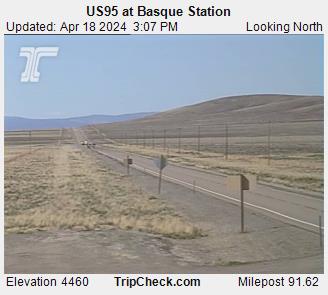 US95 at Basque Station
Updated: Apr 18 2024 3:07 PM Looking North
Elevation 4460 TripCheck.com Milepost 91.62